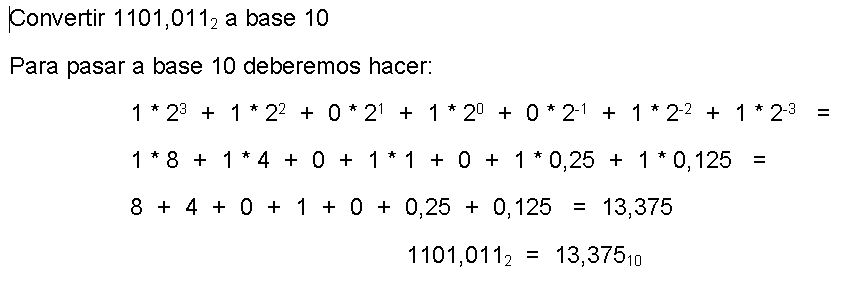 Convertir 1101,011₂ a base 10
Para pasar a base 10 deberemos hacer:
1 * 2³ + 1 * 2² + 0 * 2¹ + 1 * 2⁰ + 0 * 2⁻¹ + 1 * 2⁻² + 1 * 2⁻³ =
1 * 8 + 1 * 4 + 0 + 1 * 1 + 0 + 1 * 0,25 + 1 * 0,125 =
8 + 4 + 0 + 1 + 0 + 0,25 + 0,125 = 13,375
1101,011₂ = 13,375₁₀